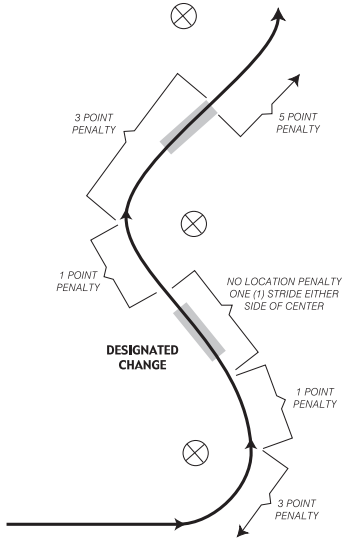 3 POINT
PENALTY
5 POINT
PENALTY
1 POINT
PENALTY
NO LOCATION PENALTY
ONE (1) STRIDE EITHER
SIDE OF CENTER
DESIGNATED
CHANGE
1 POINT
PENALTY
3 POINT
PENALTY